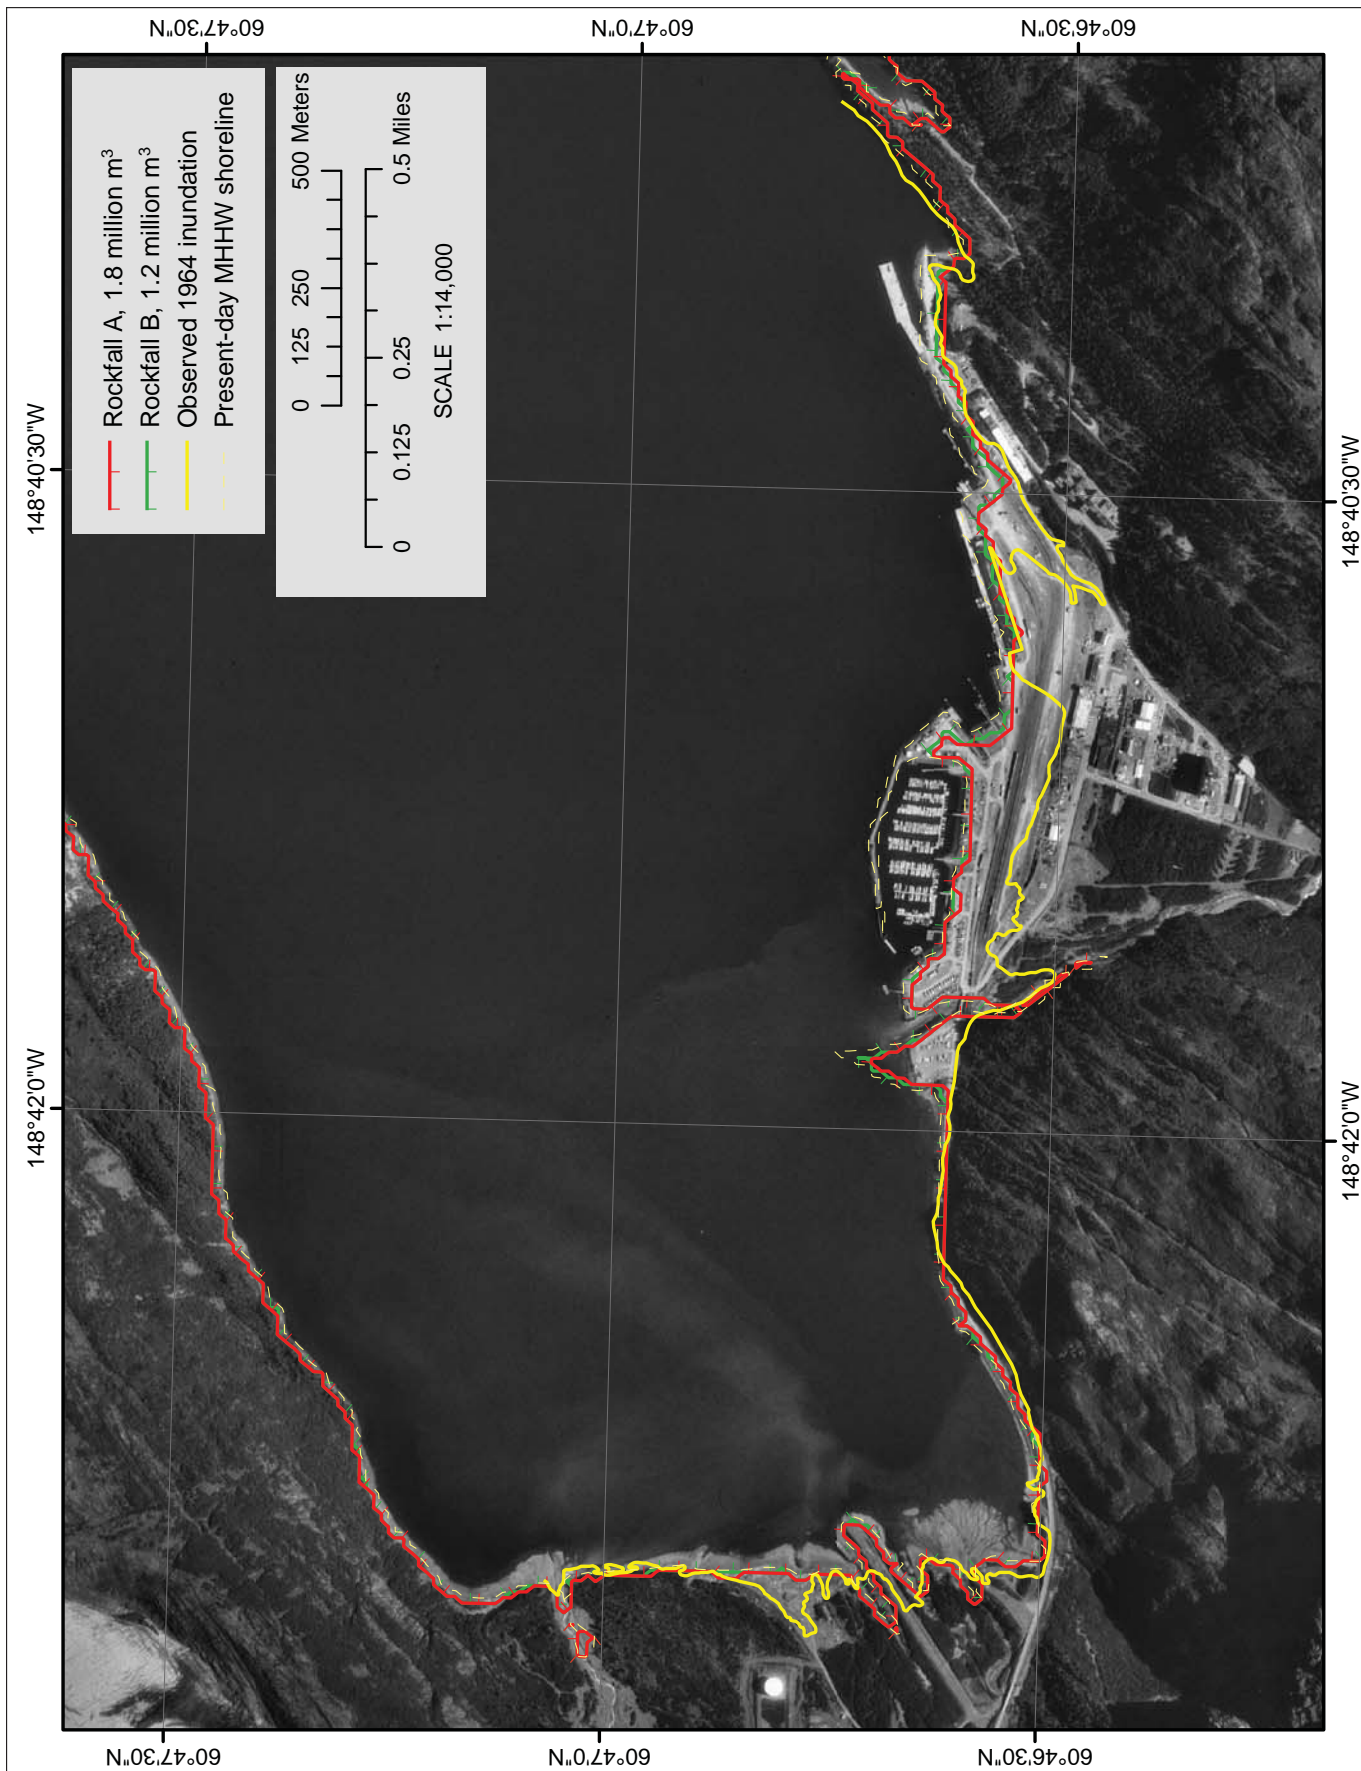 148°42'0"W
148°40'30"W
60°47'30"N
60°47'30"N
60°47'0"N
60°47'0"N
60°46'30"N
60°46'30"N
148°42'0"W
148°40'30"W
Rockfall A, 1.8 million m³
Rockfall B, 1.2 million m³
Observed 1964 inundation
Present-day MHHW shoreline
0 125 250 500 Meters
0 0.125 0.25 0.5 Miles
SCALE 1:14,000